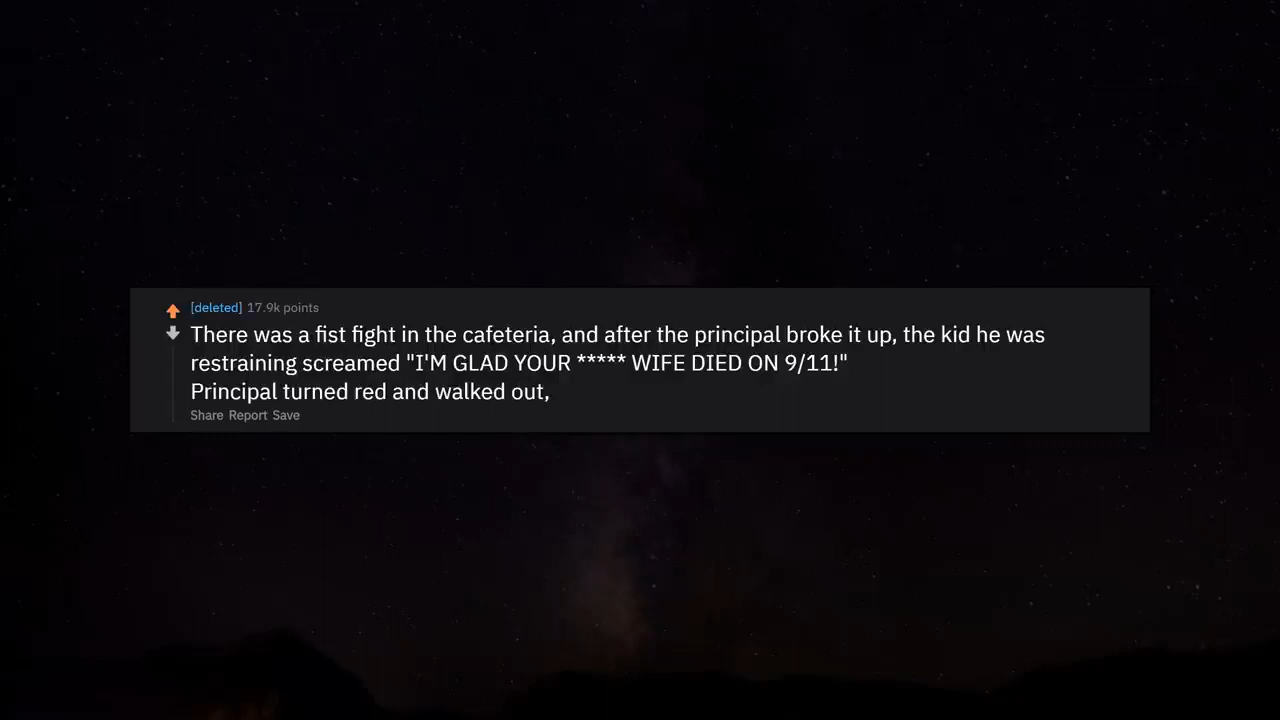 [deleted] 17.9k points
There was a fist fight in the cafeteria, and after the principal broke it up, the kid he was
restraining screamed "I'M GLAD YOUR ***** WIFE DIED ON 9/11!"
Principal turned red and walked out,
Share Report Save